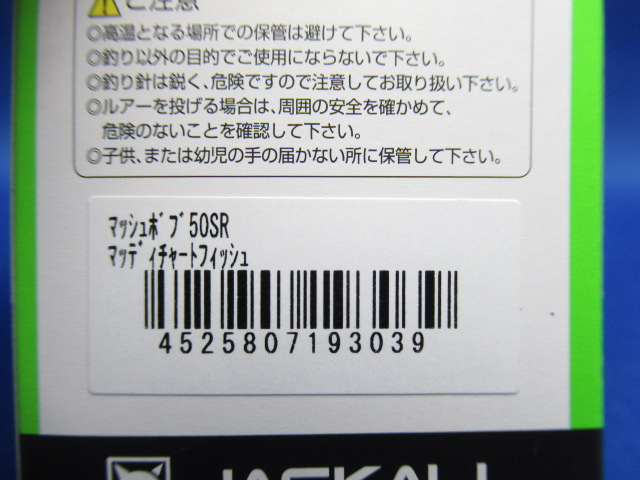 ご注意
◎高温となる場所での保管は避けて下さい。
◎釣り以外の目的でご使用にならないで下さい。
◎釣り針は鋭く、危険ですので注意してお取り扱い下さい。
◎ルアーを投げる場合は、周囲の安全を確かめて、
危険のないことを確認して下さい。
◎子供、または幼児の手の届かない所に保管して下さい。
ﾏｯｼｭﾎﾞﾌﾞ50SR
ﾏｯﾃﾞｨﾁｬｰﾄﾌｨｯｼｭ
4525807193039
JACKALL